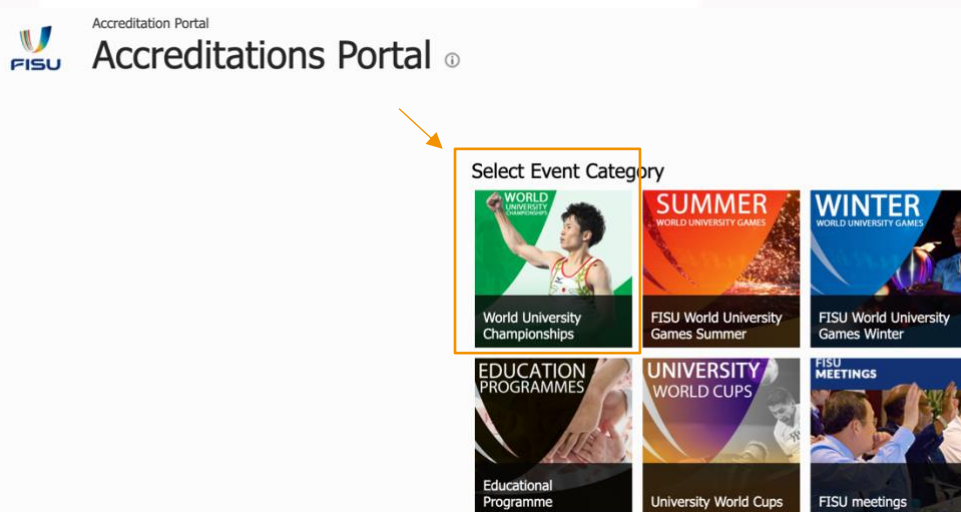 Accreditation Portal
FISU
Accreditations Portal
Select Event Category
WORLD
UNIVERSITY
CHAMPIONSHIPS
World University
Championships
SUMMER
WORLD UNIVERSITY GAMES
FISU World University
Games Summer
WINTER
WORLD UNIVERSITY GAMES
FISU World University
Games Winter
EDUCATION
PROGRAMMES
Educational
Programme
UNIVERSITY
WORLD CUPS
University World Cups
FISU
MEETINGS
FISU meetings